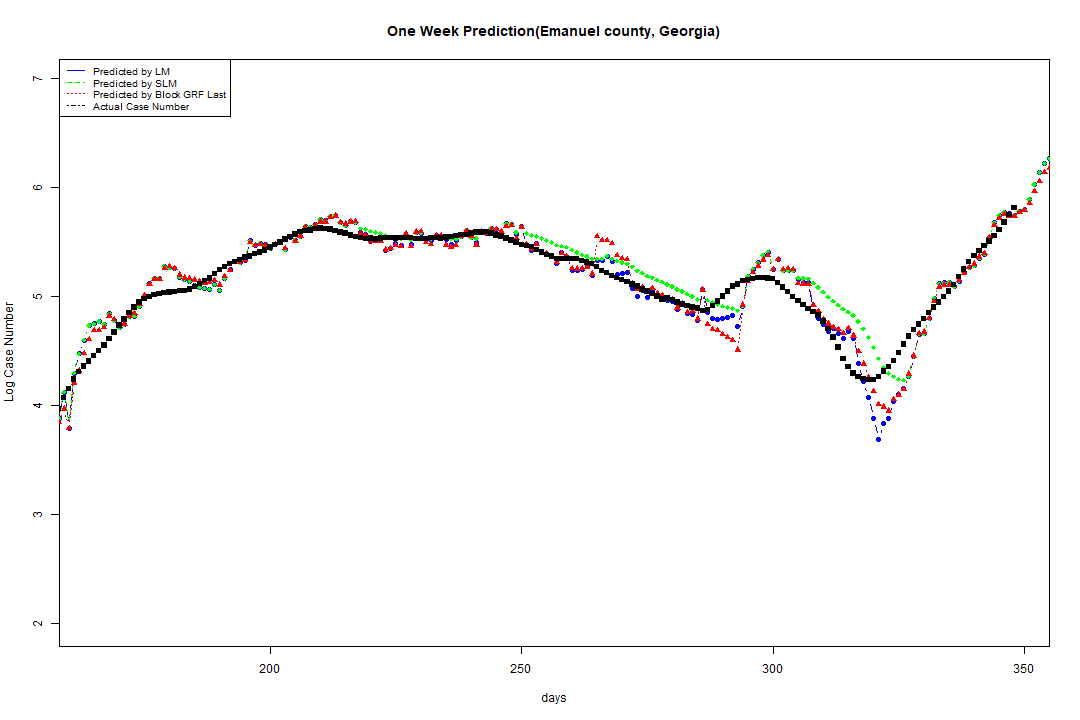 One Week Prediction(Emanuel county, Georgia)
Predicted by LM
Predicted by SLM
Predicted by Block GRF Last
Actual Case Number
7
6
5
4
3
2
Log Case Number
200
250
300
350
days